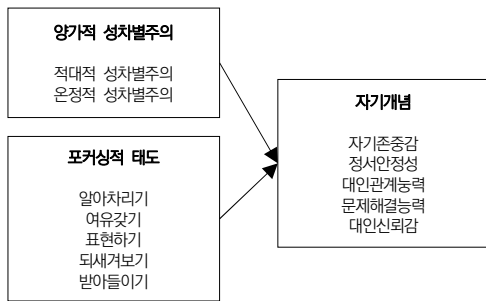 양가적 성차별주의
적대적 성차별주의
온정적 성차별주의
포커싱적 태도
알아차리기
여유갖기
표현하기
되새겨보기
받아들이기
자기개념
자기존중감
정서안정성
대인관계능력
문제해결능력
대인신뢰감